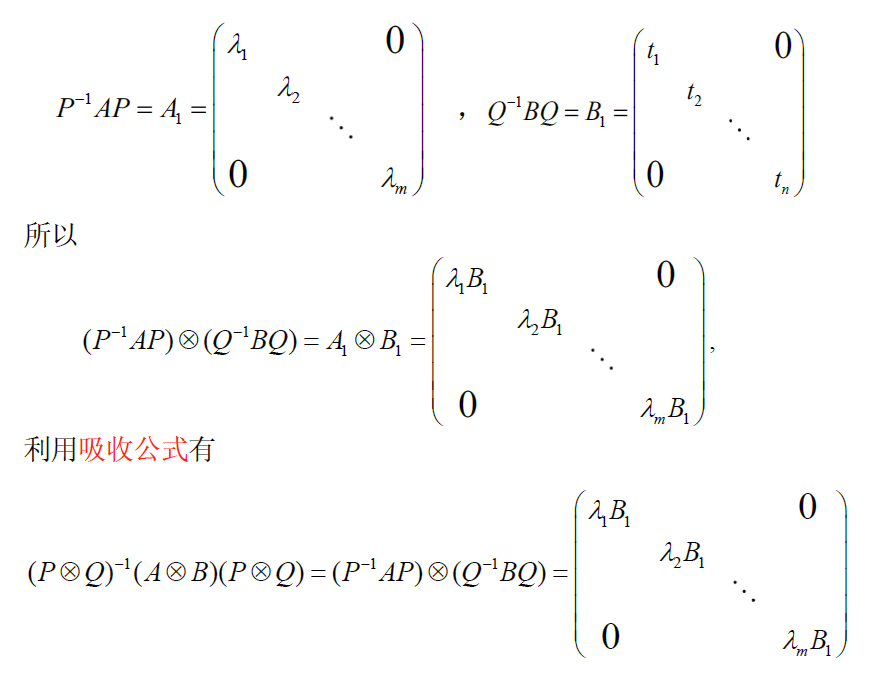 $P^{-1}AP = A_1 = \begin{pmatrix} \lambda_1 & & & 0 \\ & \lambda_2 & & \\ & & \ddots & \\ 0 & & & \lambda_m \end{pmatrix}$ ，$Q^{-1}BQ = B_1 = \begin{pmatrix} t_1 & & & 0 \\ & t_2 & & \\ & & \ddots & \\ 0 & & & t_n \end{pmatrix}$
所以
$(P^{-1}AP) \otimes (Q^{-1}BQ) = A_1 \otimes B_1 = \begin{pmatrix} \lambda_1 B_1 & & & 0 \\ & \lambda_2 B_1 & & \\ & & \ddots & \\ 0 & & & \lambda_m B_1 \end{pmatrix},$
利用吸收公式有
$(P \otimes Q)^{-1}(A \otimes B)(P \otimes Q) = (P^{-1}AP) \otimes (Q^{-1}BQ) = \begin{pmatrix} \lambda_1 B_1 & & & 0 \\ & \lambda_2 B_1 & & \\ & & \ddots & \\ 0 & & & \lambda_m B_1 \end{pmatrix}$